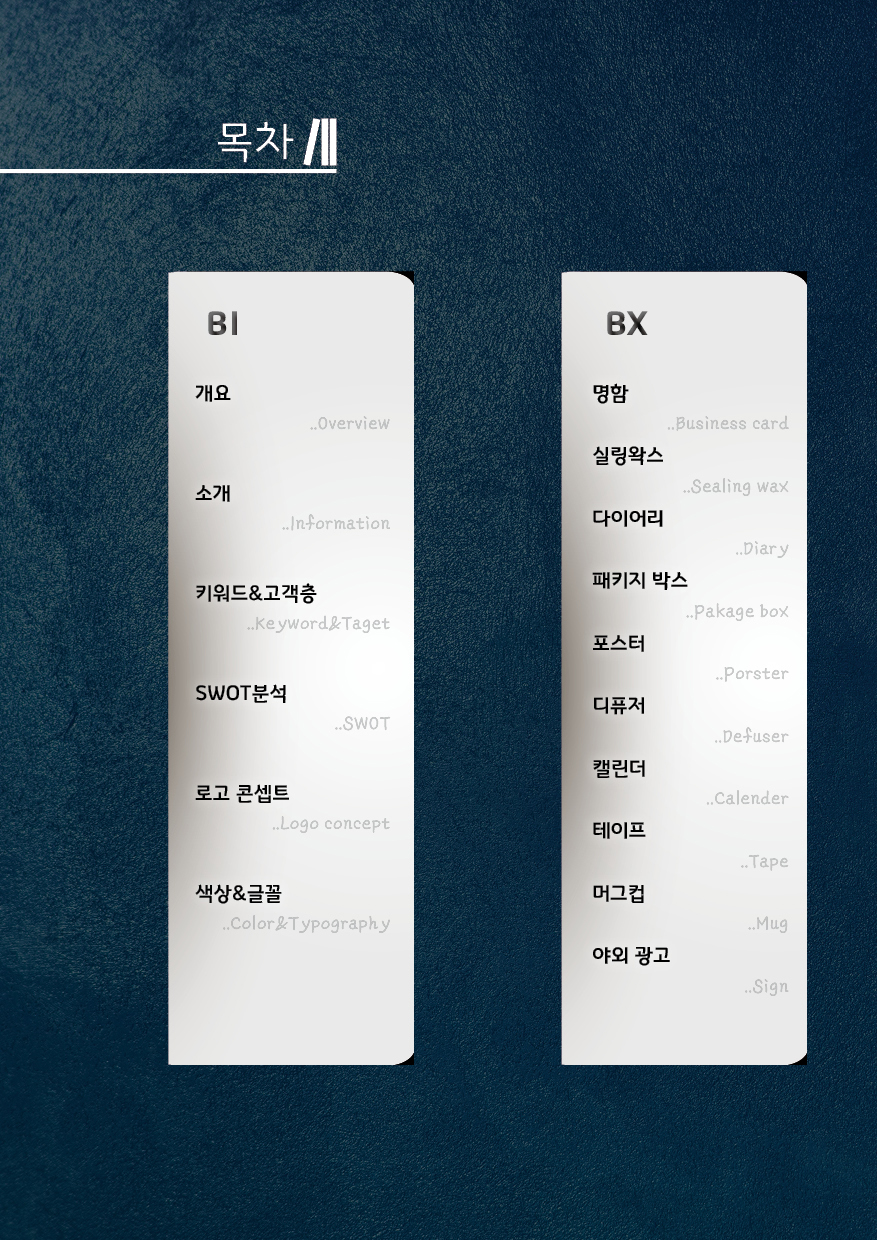 목차
BI
개요
..Overview
소개
..Information
키워드&고객층
..Keyword&Taget
SWOT분석
..SWOT
로고 콘셉트
..Logo concept
색상&글꼴
..Color&Typography
BX
명함
..Business card
실링왁스
..Sealing wax
다이어리
..Diary
패키지 박스
..Pakage box
포스터
..Porster
디퓨저
..Defuser
캘린더
..Calender
테이프
..Tape
머그컵
..Mug
야외 광고
..Sign